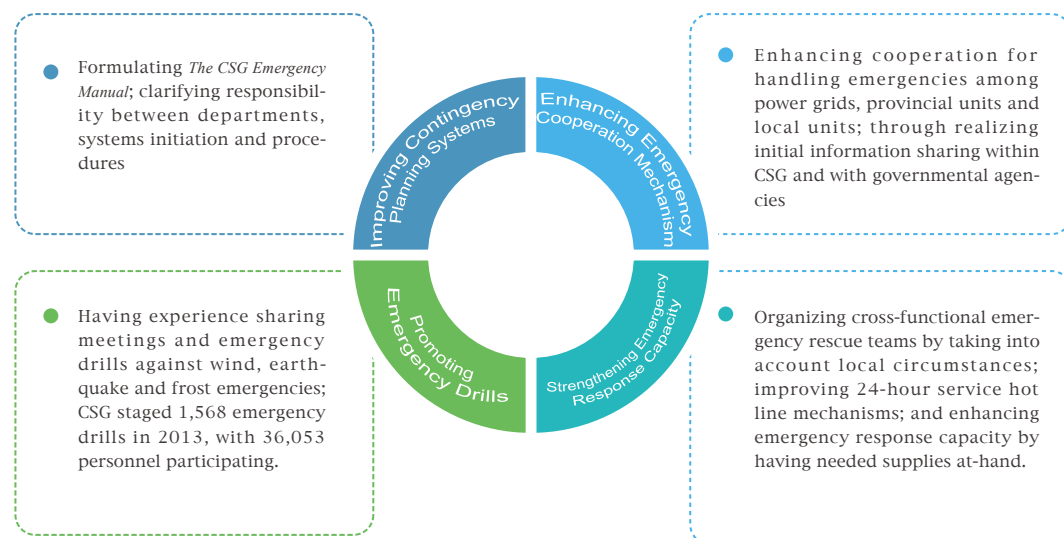 Formulating The CSG Emergency
Manual; clarifying responsibil-
ity between departments,
systems initiation and proce-
dures
Improving Contingency
Planning Systems
Enhancing Emergency
Cooperation Mechanism
Enhancing cooperation for
handling emergencies among
power grids, provincial units and
local units; through realizing
initial information sharing within
CSG and with governmental agen-
cies
Having experience sharing
meetings and emergency
drills against wind, earth-
quake and frost emergencies;
CSG staged 1,568 emergency
drills in 2013, with 36,053
personnel participating.
Promoting
Emergency Drills
Strengthening Emergency
Response Capacity
Organizing cross-functional emer-
gency rescue teams by taking into
account local circumstances;
improving 24-hour service hot
line mechanisms; and enhancing
emergency response capacity by
having needed supplies at-hand.